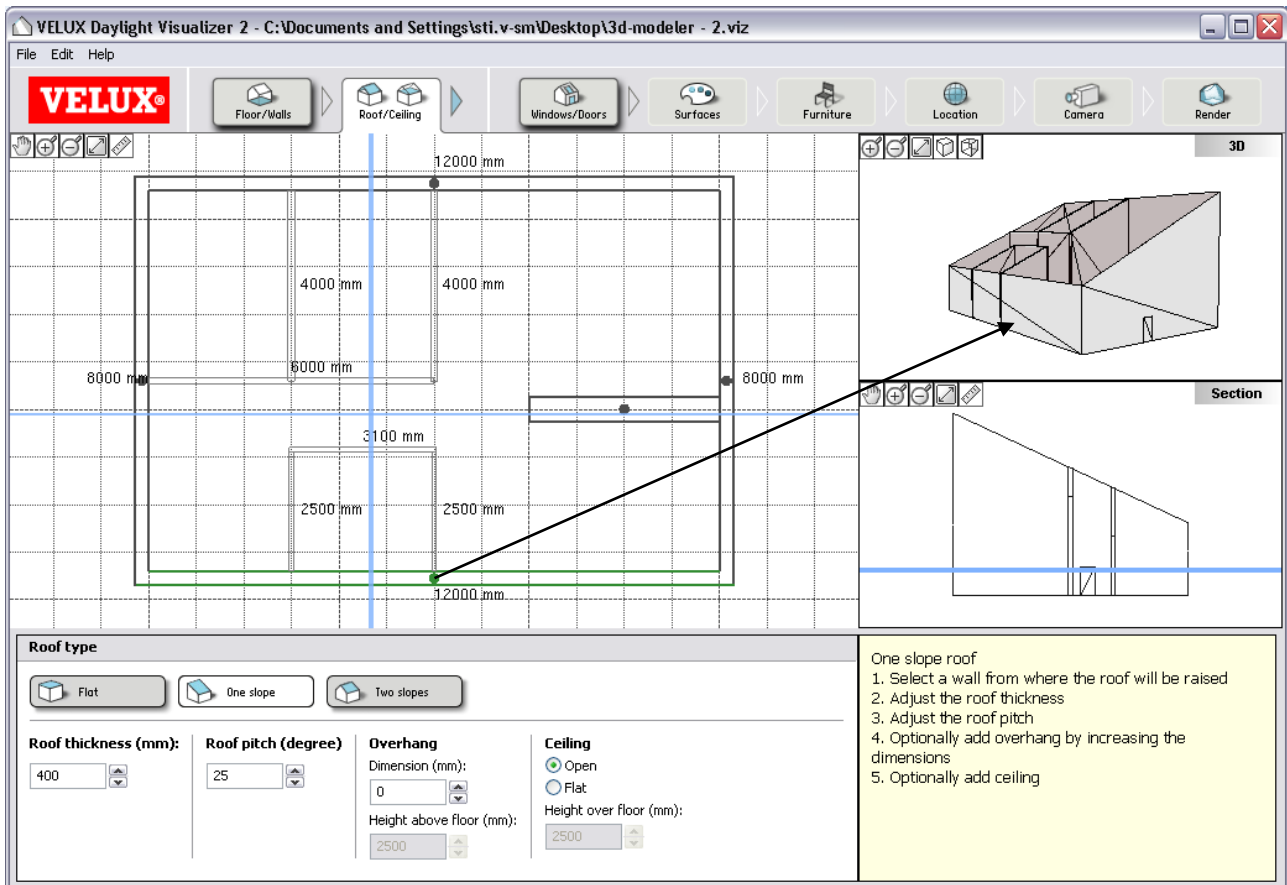 VELUX Daylight Visualizer 2 - C:\Documents and Settings\sti.v-sm\Desktop\3d-modeler - 2.viz
File Edit Help
VELUX®
Floor/Walls
Roof/Ceiling
Windows/Doors
Surfaces
Furniture
Location
Camera
Render
12000 mm
4000 mm
4000 mm
6000 mm
8000 mm
8000 mm
3100 mm
2500 mm
2500 mm
12000 mm
3D
Section
Roof type
Flat
One slope
Two slopes
Roof thickness (mm):
400
Roof pitch (degree)
25
Overhang
Dimension (mm):
0
Height above floor (mm):
2500
Ceiling
Open
Flat
Height over floor (mm):
2500
One slope roof
1. Select a wall from where the roof will be raised
2. Adjust the roof thickness
3. Adjust the roof pitch
4. Optionally add overhang by increasing the
dimensions
5. Optionally add ceiling